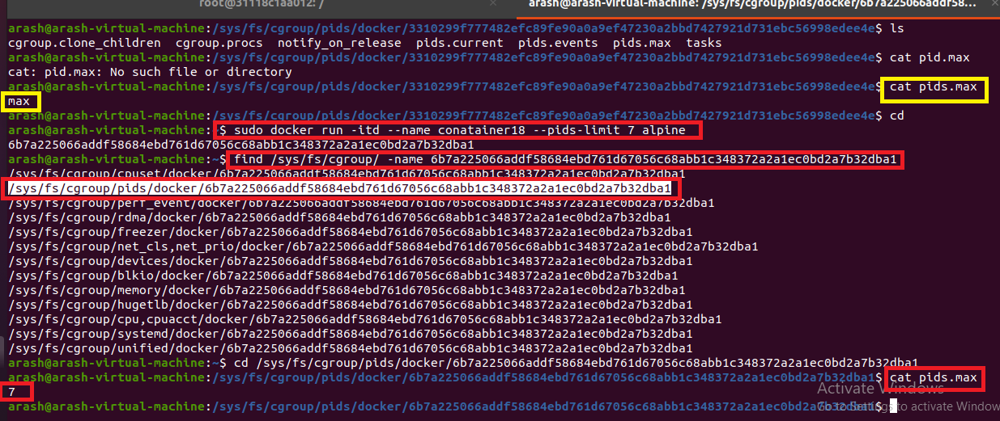 root@31118c1aa012: /
arash@arash-virtual-machine: /sys/fs/cgroup/pids/docker/6b7a225066addf58...
arash@arash-virtual-machine:/sys/fs/cgroup/pids/docker/3310299f777482efc89fe90a0a9ef47230a2bbd7427921d731ebc56998edee4e$ ls
cgroup.clone_children  cgroup.procs  notify_on_release  pids.current  pids.events  pids.max  tasks
arash@arash-virtual-machine:/sys/fs/cgroup/pids/docker/3310299f777482efc89fe90a0a9ef47230a2bbd7427921d731ebc56998edee4e$ cat pid.max
cat: pid.max: No such file or directory
arash@arash-virtual-machine:/sys/fs/cgroup/pids/docker/3310299f777482efc89fe90a0a9ef47230a2bbd7427921d731ebc56998edee4e$ cat pids.max
max
arash@arash-virtual-machine:/sys/fs/cgroup/pids/docker/3310299f777482efc89fe90a0a9ef47230a2bbd7427921d731ebc56998edee4e$ cd
arash@arash-virtual-machine:~$ sudo docker run -itd --name conatainer18 --pids-limit 7 alpine
6b7a225066addf58684ebd761d67056c68abb1c348372a2a1ec0bd2a7b32dba1
arash@arash-virtual-machine:~$ find /sys/fs/cgroup/ -name 6b7a225066addf58684ebd761d67056c68abb1c348372a2a1ec0bd2a7b32dba1
/sys/fs/cgroup/cpuset/docker/6b7a225066addf58684ebd761d67056c68abb1c348372a2a1ec0bd2a7b32dba1
/sys/fs/cgroup/pids/docker/6b7a225066addf58684ebd761d67056c68abb1c348372a2a1ec0bd2a7b32dba1
/sys/fs/cgroup/perf_event/docker/6b7a225066addf58684ebd761d67056c68abb1c348372a2a1ec0bd2a7b32dba1
/sys/fs/cgroup/rdma/docker/6b7a225066addf58684ebd761d67056c68abb1c348372a2a1ec0bd2a7b32dba1
/sys/fs/cgroup/freezer/docker/6b7a225066addf58684ebd761d67056c68abb1c348372a2a1ec0bd2a7b32dba1
/sys/fs/cgroup/net_cls,net_prio/docker/6b7a225066addf58684ebd761d67056c68abb1c348372a2a1ec0bd2a7b32dba1
/sys/fs/cgroup/devices/docker/6b7a225066addf58684ebd761d67056c68abb1c348372a2a1ec0bd2a7b32dba1
/sys/fs/cgroup/blkio/docker/6b7a225066addf58684ebd761d67056c68abb1c348372a2a1ec0bd2a7b32dba1
/sys/fs/cgroup/memory/docker/6b7a225066addf58684ebd761d67056c68abb1c348372a2a1ec0bd2a7b32dba1
/sys/fs/cgroup/hugetlb/docker/6b7a225066addf58684ebd761d67056c68abb1c348372a2a1ec0bd2a7b32dba1
/sys/fs/cgroup/cpu,cpuacct/docker/6b7a225066addf58684ebd761d67056c68abb1c348372a2a1ec0bd2a7b32dba1
/sys/fs/cgroup/systemd/docker/6b7a225066addf58684ebd761d67056c68abb1c348372a2a1ec0bd2a7b32dba1
/sys/fs/cgroup/unified/docker/6b7a225066addf58684ebd761d67056c68abb1c348372a2a1ec0bd2a7b32dba1
arash@arash-virtual-machine:~$ cd /sys/fs/cgroup/pids/docker/6b7a225066addf58684ebd761d67056c68abb1c348372a2a1ec0bd2a7b32dba1
arash@arash-virtual-machine:/sys/fs/cgroup/pids/docker/6b7a225066addf58684ebd761d67056c68abb1c348372a2a1ec0bd2a7b32dba1$ cat pids.max
7
arash@arash-virtual-machine:/sys/fs/cgroup/pids/docker/6b7a225066addf58684ebd761d67056c68abb1c348372a2a1ec0bd2a7b32dba1$
Activate Windows
Go to Settings to activate Window